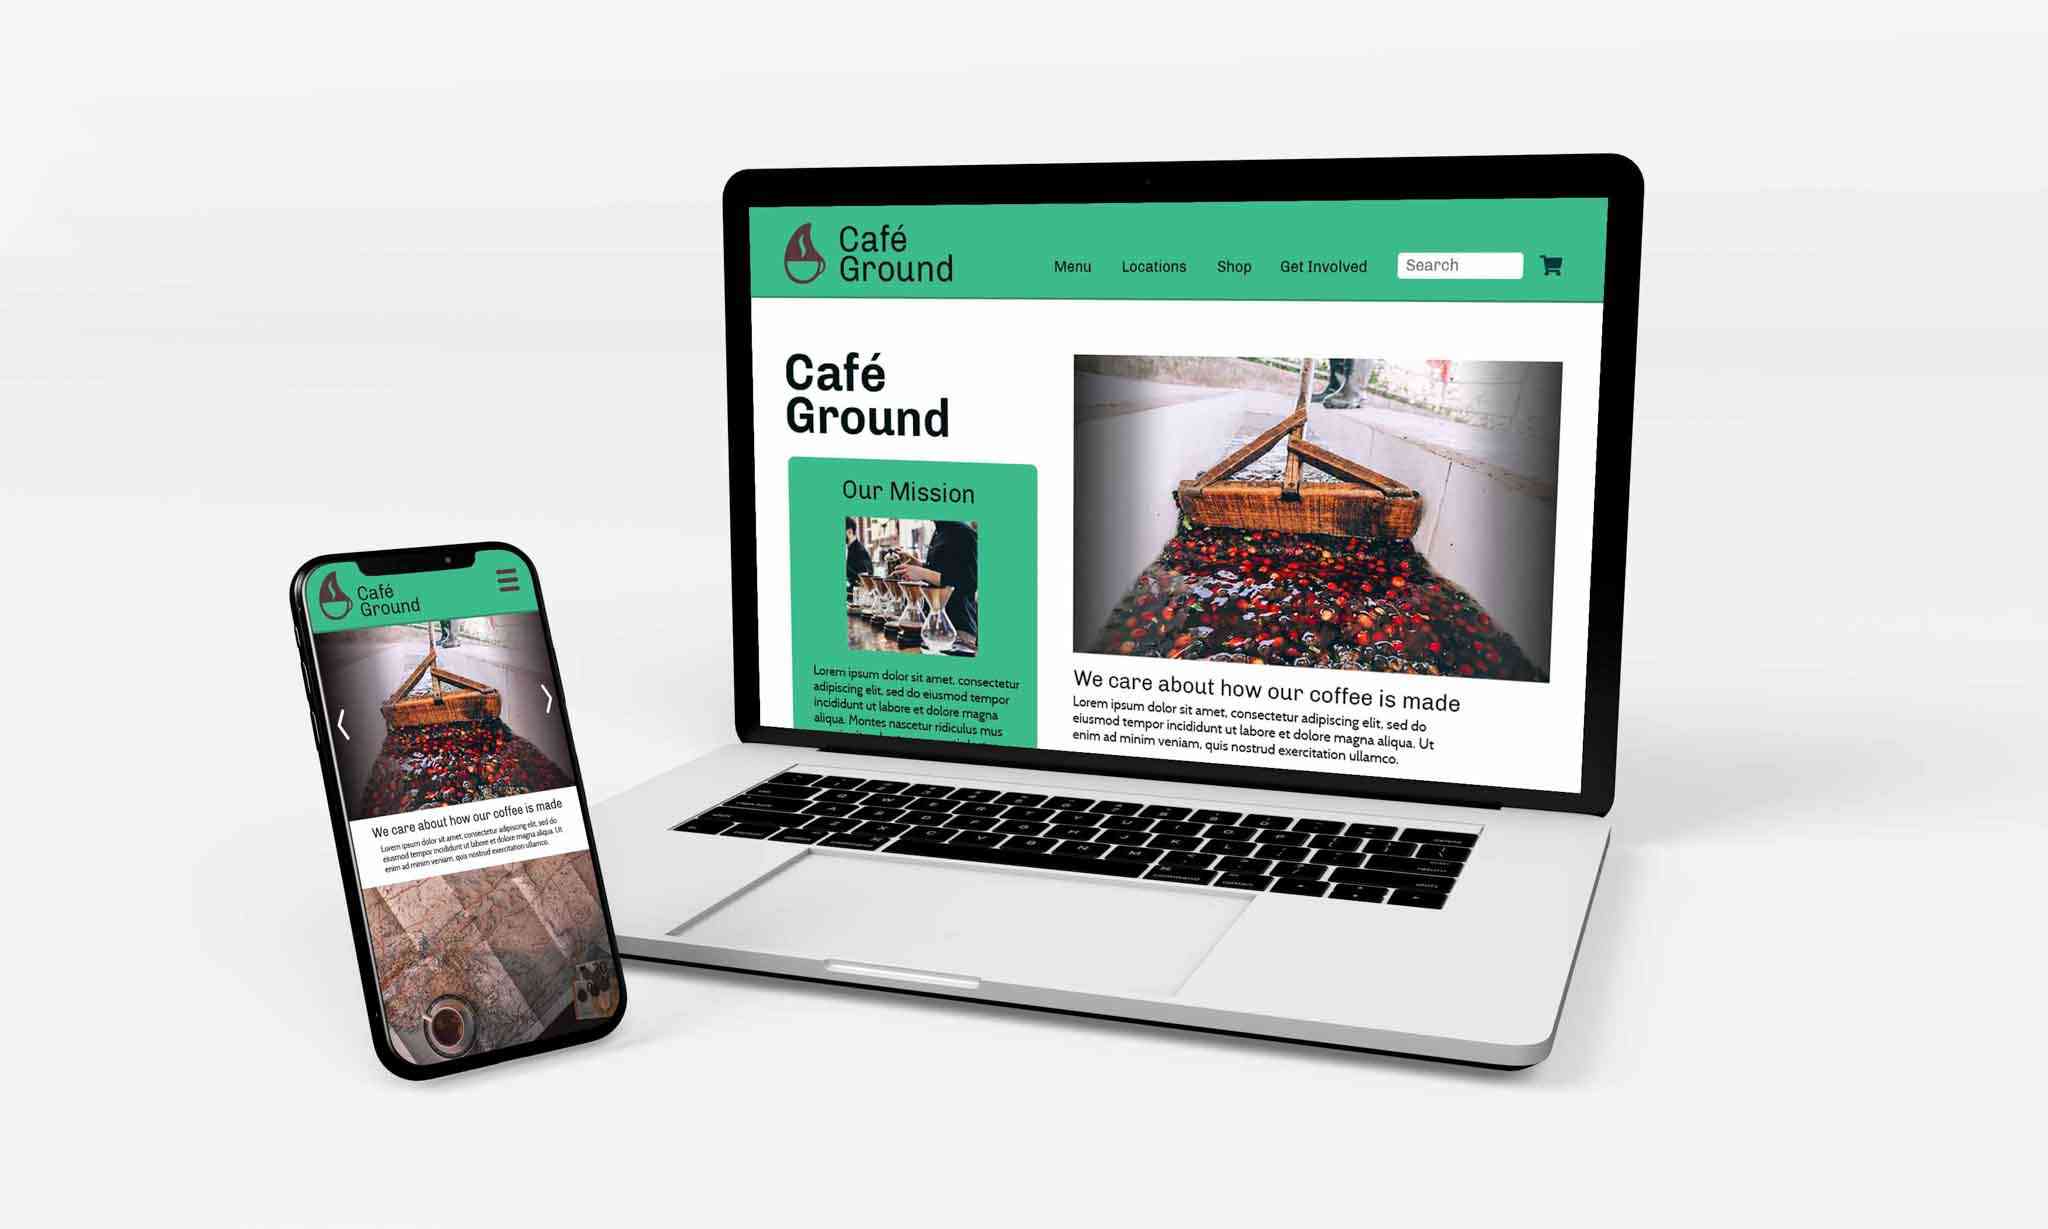 Café
Ground
Menu Locations Shop Get Involved Search
Café
Ground
Our Mission
Lorem ipsum dolor sit amet, consectetur
adipiscing elit, sed do eiusmod tempor
incididunt ut labore et dolore magna
aliqua. Montes nascetur ridiculus mus
We care about how our coffee is made
Lorem ipsum dolor sit amet, consectetur adipiscing elit, sed do
eiusmod tempor incididunt ut labore et dolore magna aliqua. Ut
enim ad minim veniam, quis nostrud exercitation ullamco.
Café
Ground
We care about how our coffee is made
Lorem ipsum dolor sit amet, consectetur adipiscing elit, sed do
eiusmod tempor incididunt ut labore et dolore magna aliqua. Ut
enim ad minim veniam, quis nostrud exercitation ullamco.